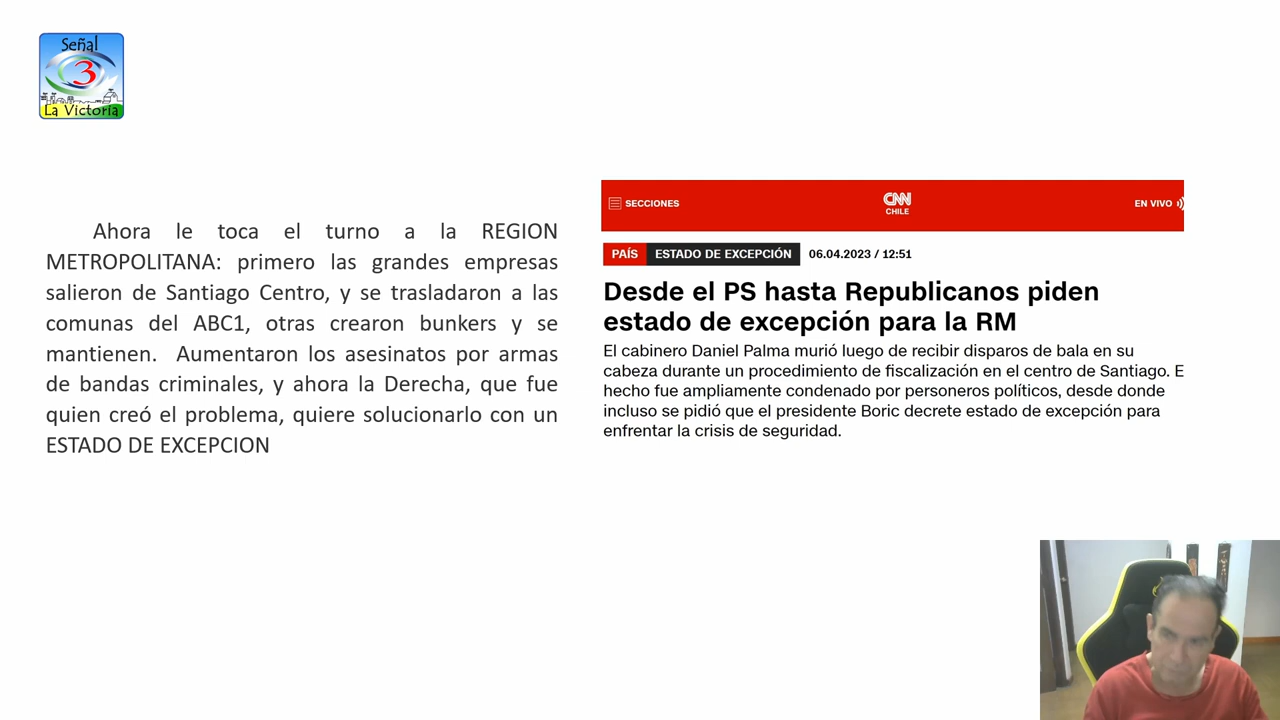 Señal
3
La Victoria
Ahora le toca el turno a la REGION
METROPOLITANA: primero las grandes empresas
salieron de Santiago Centro, y se trasladaron a las
comunas del ABC1, otras crearon bunkers y se
mantienen. Aumentaron los asesinatos por armas
de bandas criminales, y ahora la Derecha, que fue
quien creó el problema, quiere solucionarlo con un
ESTADO DE EXCEPCION
SECCIONES
CNN
CHILE
EN VIVO
PAÍS ESTADO DE EXCEPCIÓN 06.04.2023 / 12:51
Desde el PS hasta Republicanos piden
estado de excepción para la RM
El cabinero Daniel Palma murió luego de recibir disparos de bala en su
cabeza durante un procedimiento de fiscalización en el centro de Santiago. E
hecho fue ampliamente condenado por personeros políticos, desde donde
incluso se pidió que el presidente Boric decrete estado de excepción para
enfrentar la crisis de seguridad.